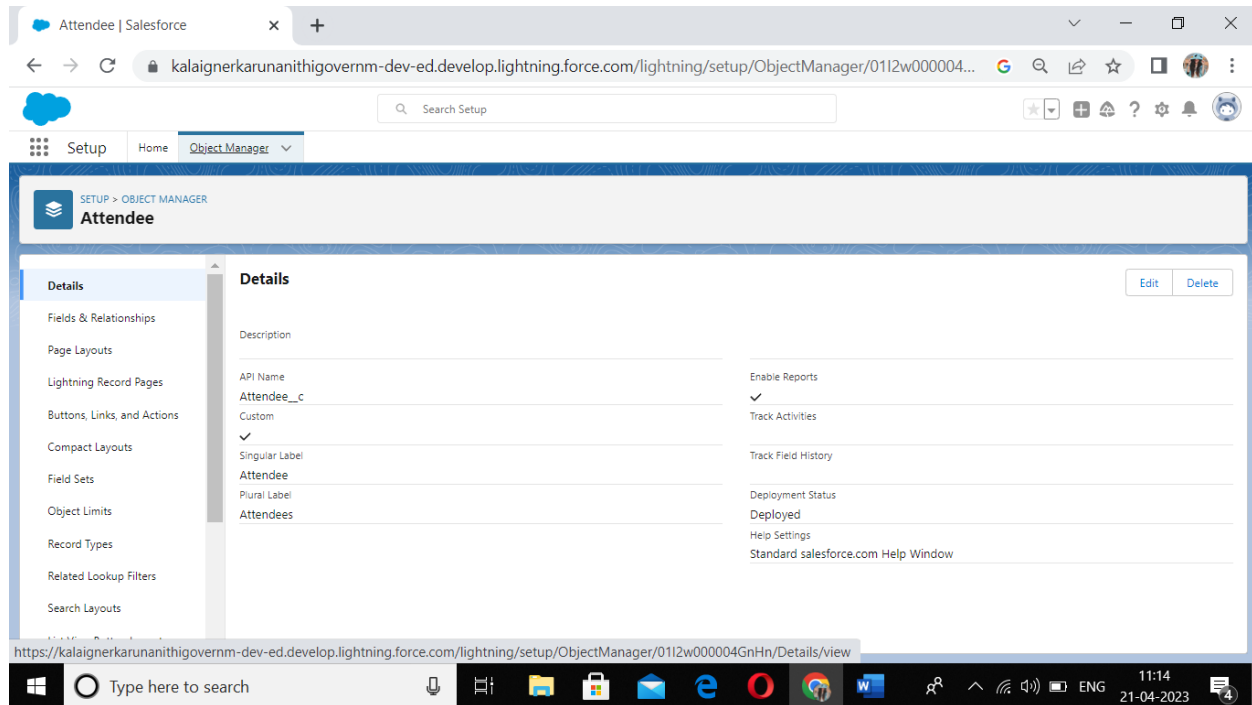 Attendee | Salesforce
kalaignerkarunanithigovernm-dev-ed.develop.lightning.force.com/lightning/setup/ObjectManager/01I2w000004...
Search Setup
Setup Home Object Manager
SETUP > OBJECT MANAGER
Attendee
Details
Fields & Relationships
Page Layouts
Lightning Record Pages
Buttons, Links, and Actions
Compact Layouts
Field Sets
Object Limits
Record Types
Related Lookup Filters
Search Layouts
Details
Edit Delete
Description
API Name
Attendee__c
Custom
Singular Label
Attendee
Plural Label
Attendees
Enable Reports
Track Activities
Track Field History
Deployment Status
Deployed
Help Settings
Standard salesforce.com Help Window
https://kalaignerkarunanithigovernm-dev-ed.develop.lightning.force.com/lightning/setup/ObjectManager/01I2w000004GnHn/Details/view
Type here to search
ENG
11:14
21-04-2023
4